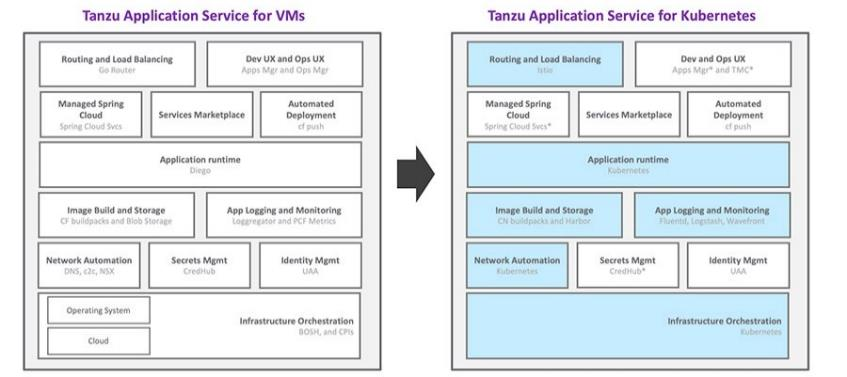 Tanzu Application Service for VMs
Routing and Load Balancing
Go Router
Dev UX and Ops UX
Apps Mgr and Ops Mgr
Managed Spring
Cloud
Spring Cloud Svcs
Services Marketplace
Automated
Deployment
cf push
Application runtime
Diego
Image Build and Storage
CF buildpacks and Blob Storage
App Logging and Monitoring
Loggregator and PCF Metrics
Network Automation
DNS, c2c, NSX
Secrets Mgmt
CredHub
Identity Mgmt
UAA
Operating System
Cloud
Infrastructure Orchestration
BOSH, and CPIs
Tanzu Application Service for Kubernetes
Routing and Load Balancing
Istio
Dev and Ops UX
Apps Mgr* and TMC*
Managed Spring
Cloud
Spring Cloud Svcs*
Services Marketplace
Automated
Deployment
cf push
Application runtime
Kubernetes
Image Build and Storage
CN buildpacks and Harbor
App Logging and Monitoring
Fluentd, Logstash, Wavefront
Network Automation
Kubernetes
Secrets Mgmt
CredHub*
Identity Mgmt
UAA
Infrastructure Orchestration
Kubernetes